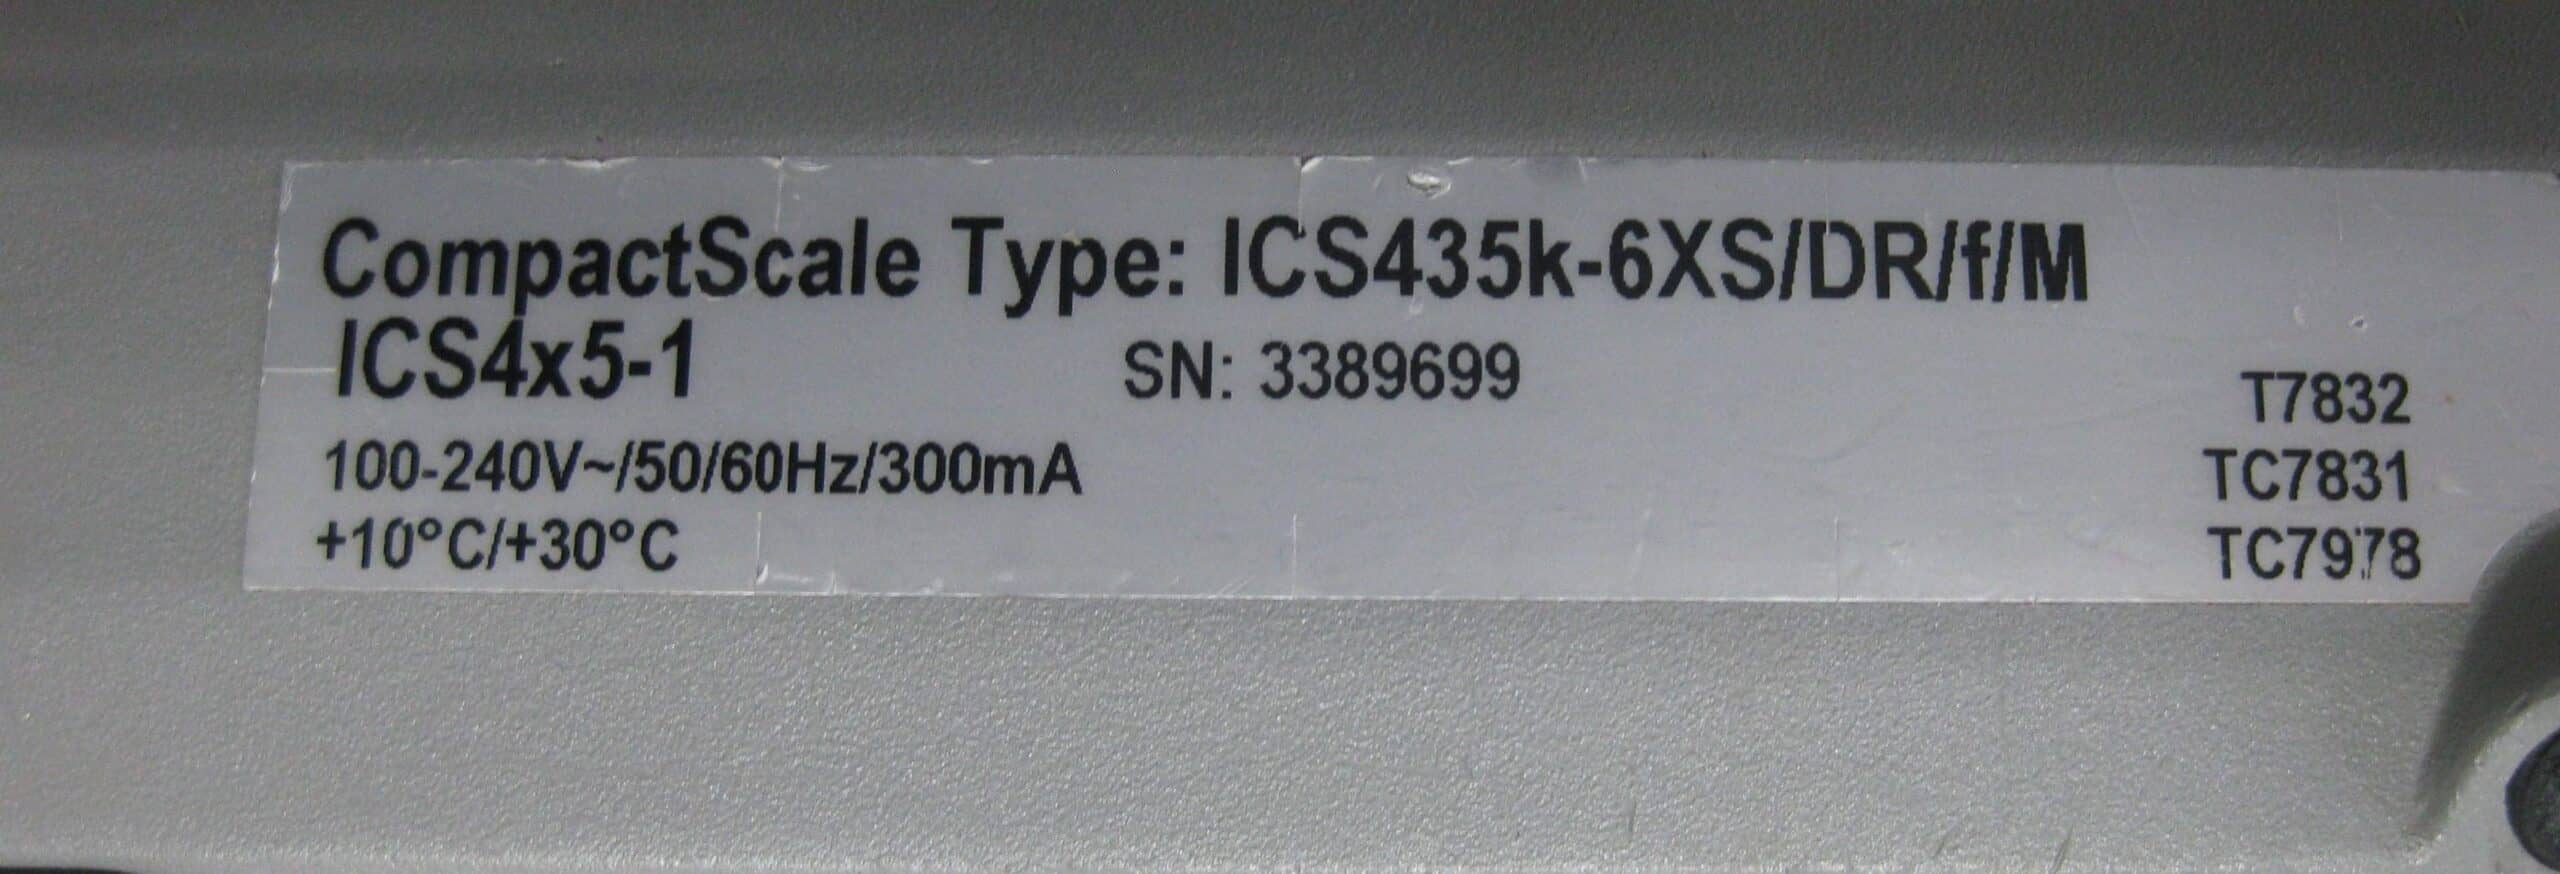 CompactScale Type: ICS435k-6XS/DR/f/M
ICS4x5-1 SN: 3389699
T7832
100-240V~/50/60Hz/300mA TC7831
+10°C/+30°C TC7978